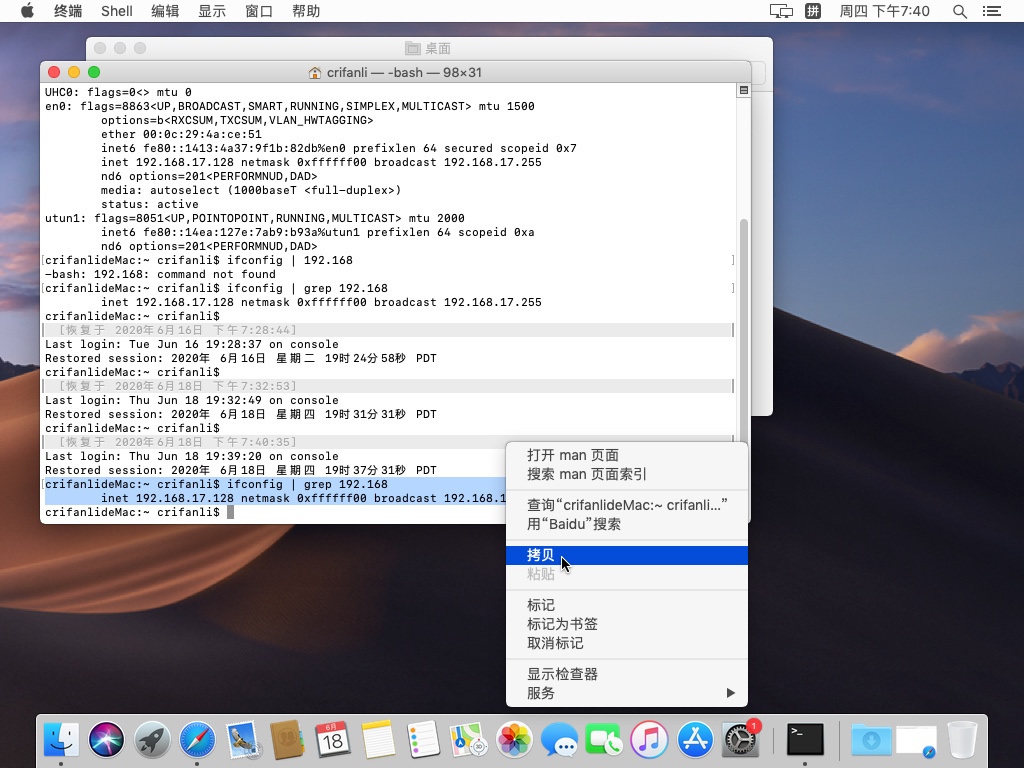 终端 Shell 编辑 显示 窗口 帮助 拼 周四 下午7:40
桌面
crifanli — -bash — 98×31
UHC0: flags=0<> mtu 0
en0: flags=8863<UP,BROADCAST,SMART,RUNNING,SIMPLEX,MULTICAST> mtu 1500
options=b<RXCSUM,TXCSUM,VLAN_HWTAGGING>
ether 00:0c:29:4a:ce:51
inet6 fe80::1413:4a37:9f1b:82db%en0 prefixlen 64 secured scopeid 0x7
inet 192.168.17.128 netmask 0xffffff00 broadcast 192.168.17.255
nd6 options=201<PERFORMNUD,DAD>
media: autoselect (1000baseT <full-duplex>)
status: active
utun1: flags=8051<UP,POINTOPOINT,RUNNING,MULTICAST> mtu 2000
inet6 fe80::14ea:127e:7ab9:b93a%utun1 prefixlen 64 scopeid 0xa
nd6 options=201<PERFORMNUD,DAD>
[crifanlideMac:~ crifanli$ ifconfig | 192.168 ]
-bash: 192.168: command not found
[crifanlideMac:~ crifanli$ ifconfig | grep 192.168 ]
inet 192.168.17.128 netmask 0xffffff00 broadcast 192.168.17.255
crifanlideMac:~ crifanli$
[恢复于 2020年6月16日 下午7:28:44]
Last login: Tue Jun 16 19:28:37 on console
Restored session: 2020年 6月16日 星期二 19时24分58秒 PDT
crifanlideMac:~ crifanli$
[恢复于 2020年6月18日 下午7:32:53]
Last login: Thu Jun 18 19:32:49 on console
Restored session: 2020年 6月18日 星期四 19时31分31秒 PDT
crifanlideMac:~ crifanli$
[恢复于 2020年6月18日 下午7:40:35]
Last login: Thu Jun 18 19:39:20 on console
Restored session: 2020年 6月18日 星期四 19时37分31秒 PDT
[crifanlideMac:~ crifanli$ ifconfig | grep 192.168
inet 192.168.17.128 netmask 0xffffff00 broadcast 192.168.1
crifanlideMac:~ crifanli$
打开 man 页面
搜索 man 页面索引
查询“crifanlideMac:~ crifanli...”
用“Baidu”搜索
拷贝
粘贴
标记
标记为书签
取消标记
显示检查器
服务
6月
18
1
>_